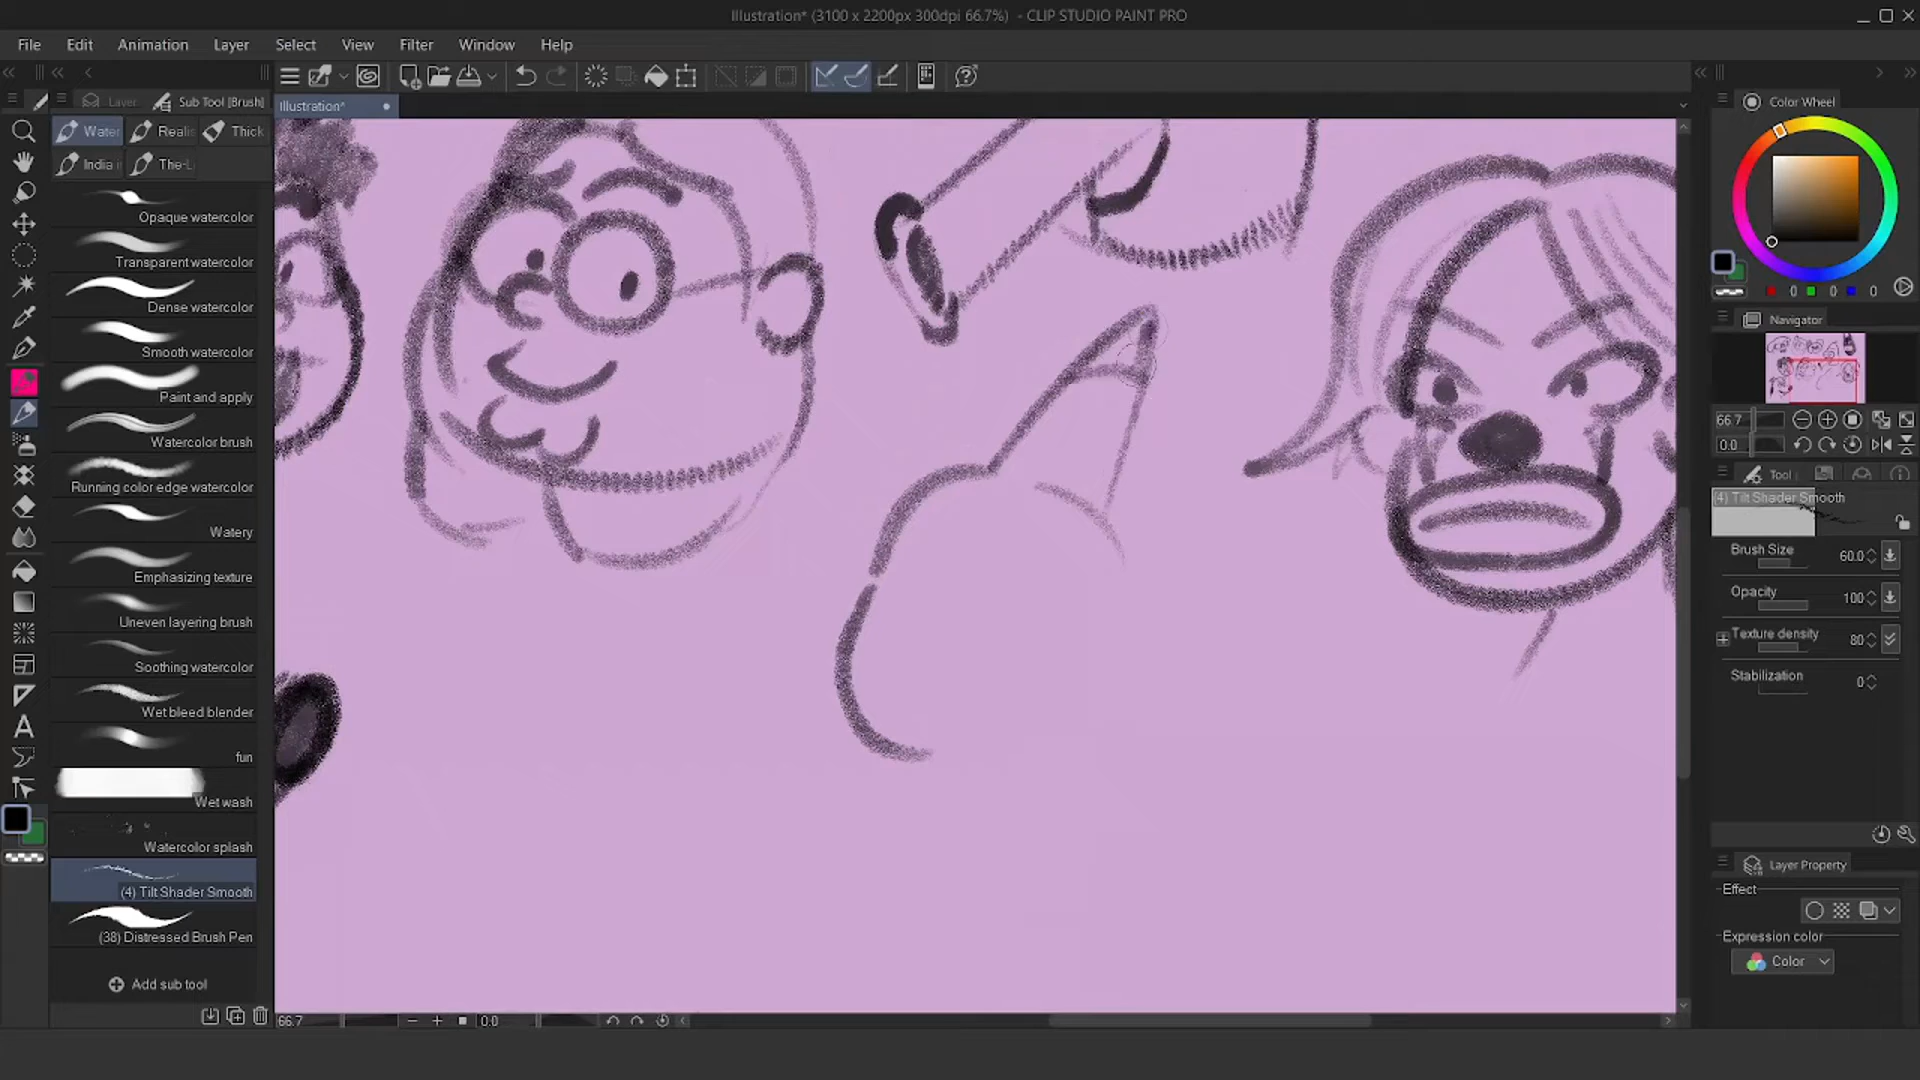 Illustration* (3100 x 2200px 300dpi 66.7%) - CLIP STUDIO PAINT PRO
File Edit Animation Layer Select View Filter Window Help
Layer Sub Tool [Brush]
Illustration*
Color Wheel
Water Realis Thick
India The-L
Opaque watercolor
Transparent watercolor
Dense watercolor
Smooth watercolor
Paint and apply
Watercolor brush
Running color edge watercolor
Watery
Emphasizing texture
Uneven layering brush
Soothing watercolor
Wet bleed blender
fun
Wet wash
Watercolor splash
(4) Tilt Shader Smooth
(38) Distressed Brush Pen
Add sub tool
66.7 0.0
0 0 0
Navigator
66.7
0.0
Tool
(4) Tilt Shader Smooth
Brush Size 60.0
Opacity 100
Texture density 80
Stabilization 0
Layer Property
Effect
Expression color
Color